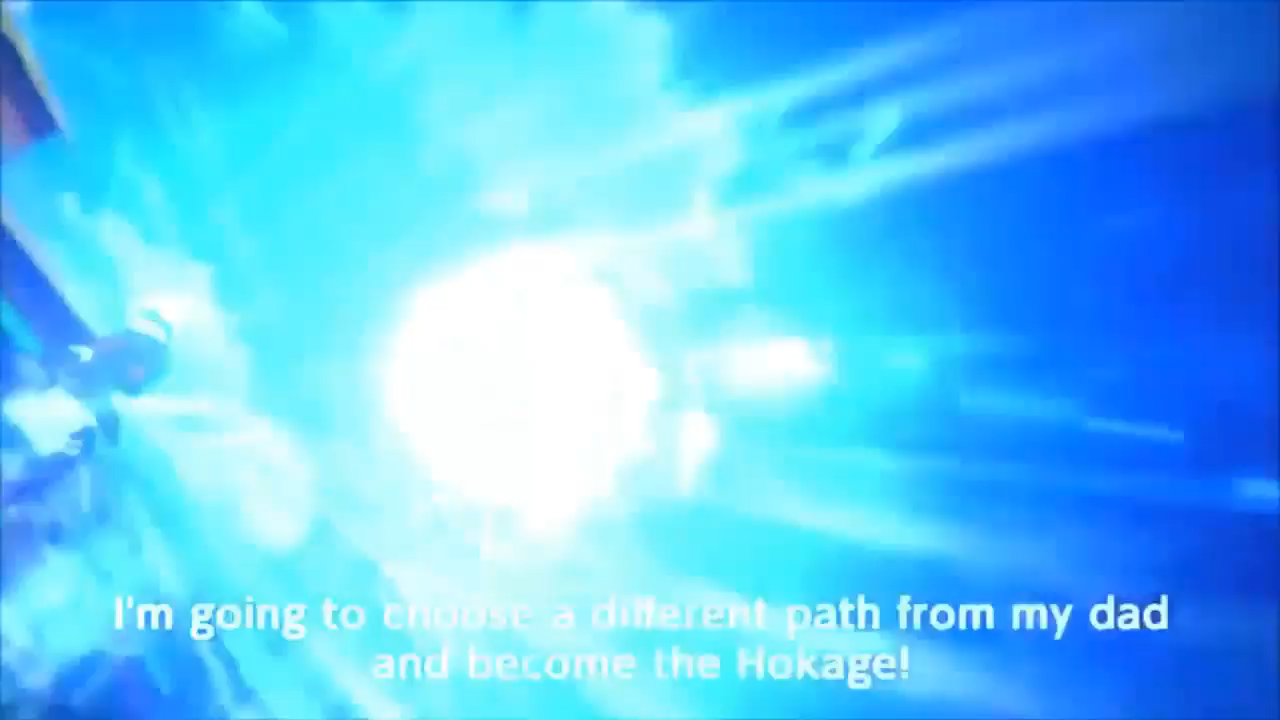 I'm going to choose a different path from my dad
and become the Hokage!